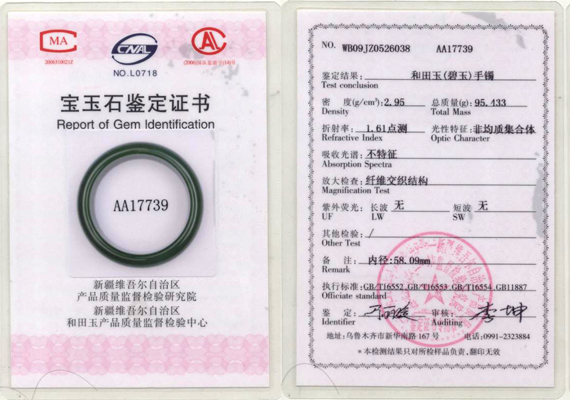 MA
CNAL
NO.L0718
AL
宝玉石鉴定证书
Report of Gem Identification
AA17739
新疆维吾尔自治区
产品质量监督检验研究院
新疆维吾尔自治区
和田玉产品质量监督检验中心
NO. WB09JZ0526038 AA17739
鉴定结果: 和田玉(碧玉)手镯
Test conclusion
密 度(g/cm³):2.95 总质量(g):95.433
Density Total Mass
折射率: 1.61点测 光性特征:非均质集合体
Refractive Index Optic Character
吸收光谱: 不特征
Absorption Spectra
放大检查:纤维交织结构
Magnification Test
紫外荧光: 长波 无 短波 无
UF LW SW
其他检验: /
Other Test
备 注: 内径:58.09mm
Remark
执行标准:GB/T16552.GB/T16553.GB/T16554.GB11887
Officiate standard
鉴 定: 审核: 李坤
Identifier Auditing
地址:乌鲁木齐市新华南路167号 电话:0991-2323884
*本检测结果只对所检样品负责,翻印无效